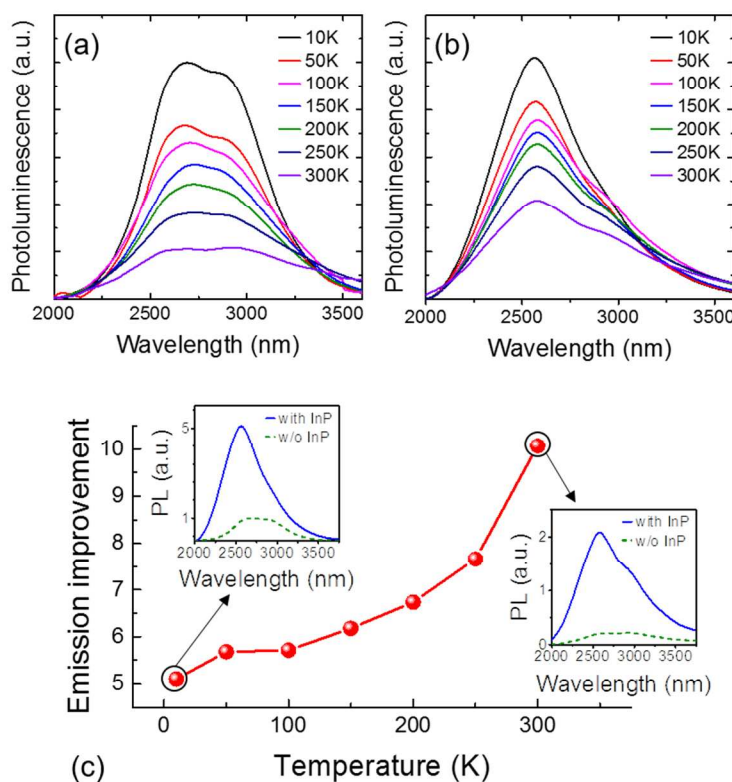 (a)
10K
50K
100K
150K
200K
250K
300K
Photoluminescence (a.u.)
2000 2500 3000 3500
Wavelength (nm)
(b)
10K
50K
100K
150K
200K
250K
300K
Photoluminescence (a.u.)
2000 2500 3000 3500
Wavelength (nm)
Emission improvement
10
9
8
7
6
5
0 100 200 300
Temperature (K)
(c)
with InP
w/o InP
PL (a.u.)
5
1
2000 2500 3000 3500
Wavelength (nm)
with InP
w/o InP
PL (a.u.)
2
1
0
2000 2500 3000 3500
Wavelength (nm)